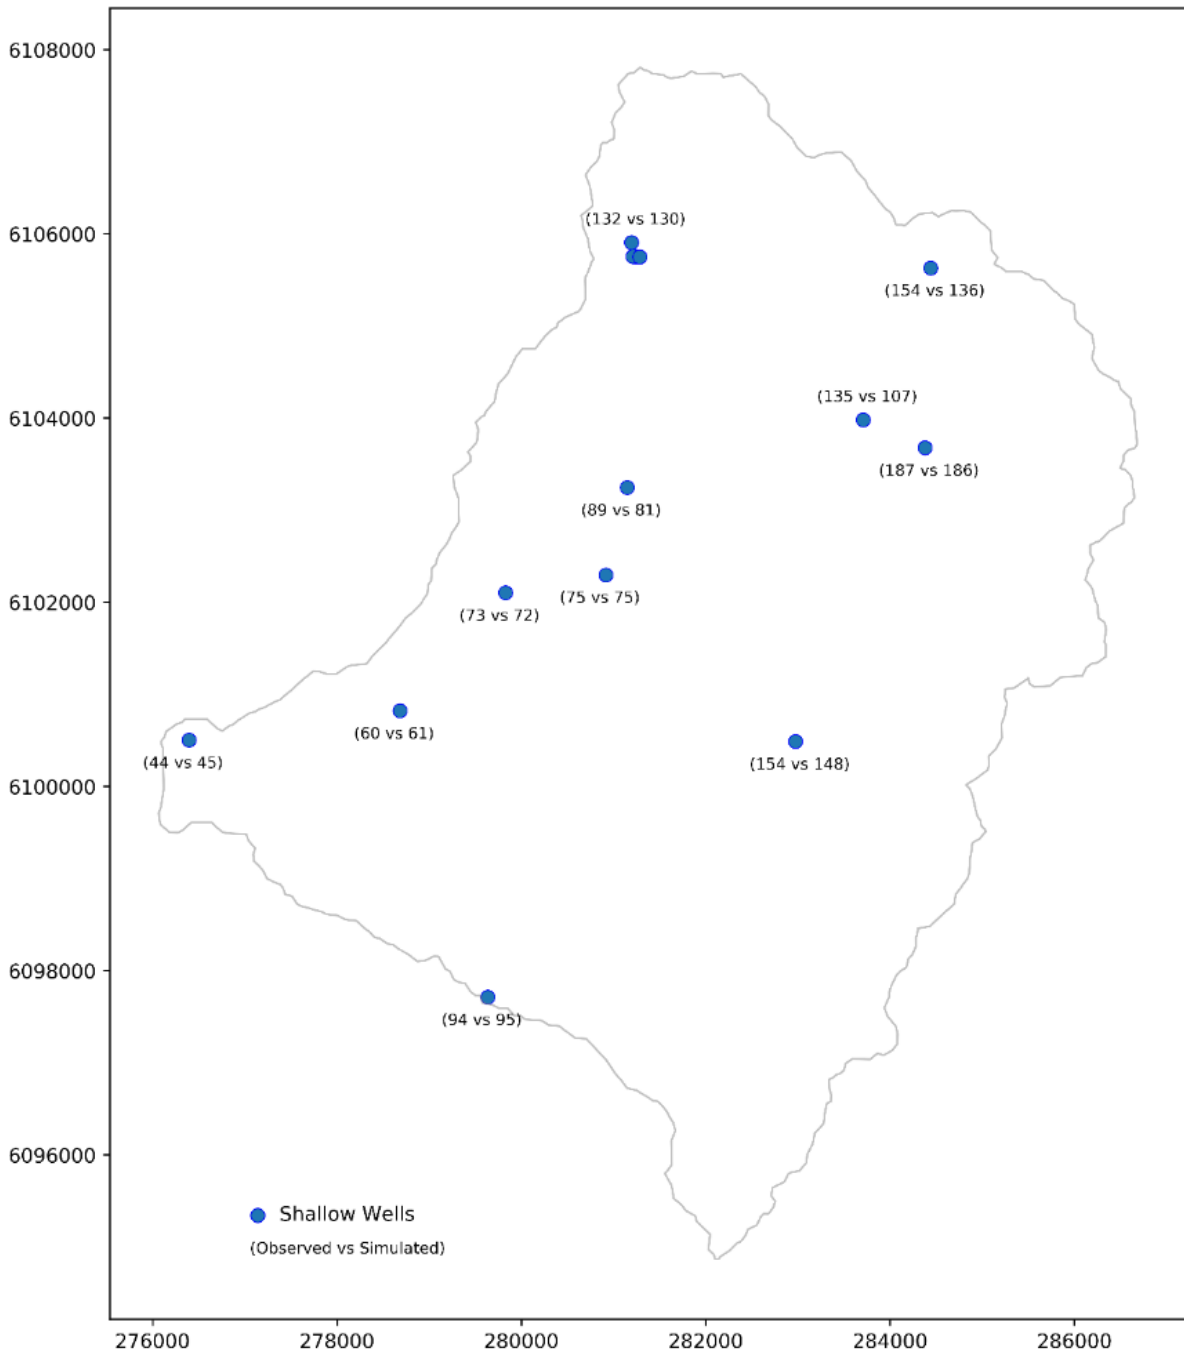 6108000
(132 vs 130)
6106000
(154 vs 136)
(135 vs 107)
6104000
(187 vs 186)
(89 vs 81)
6102000
(75 vs 75)
(73 vs 72)
(60 vs 61)
(44 vs 45)
(154 vs 148)
6100000
6098000
(94 vs 95)
6096000
Shallow Wells
(Observed vs Simulated)
276000 278000 280000 282000 284000 286000